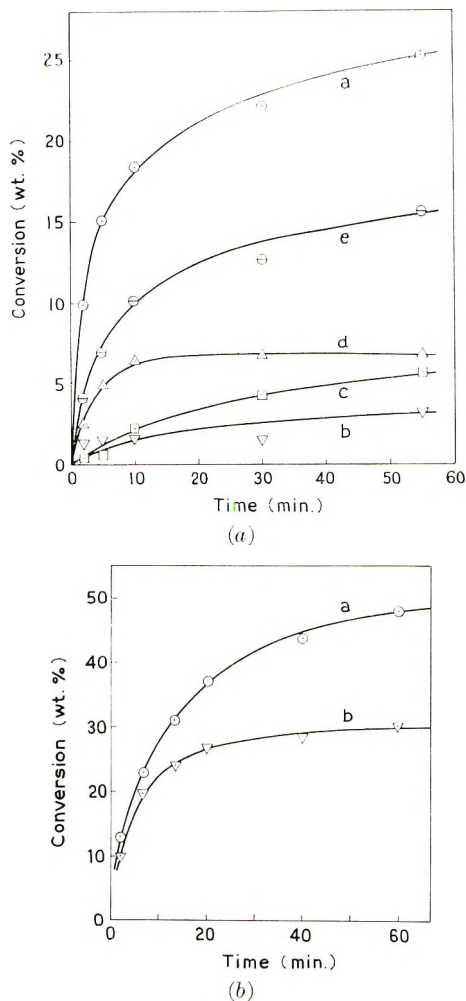 25
20
15
10
5
0
Conversion (wt. %)
a
e
d
c
b
0 10 20 30 40 50 60
Time (min.)
(a)
50
40
30
20
10
0
Conversion (wt. %)
a
b
0 20 40 60
Time (min.)
(b)